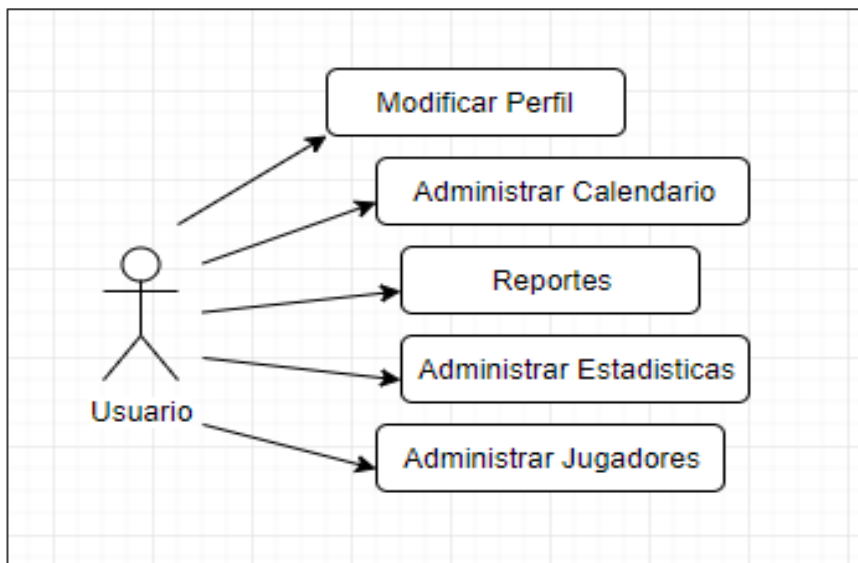 Modificar Perfil
Administrar Calendario
Reportes
Administrar Estadisticas
Usuario
Administrar Jugadores